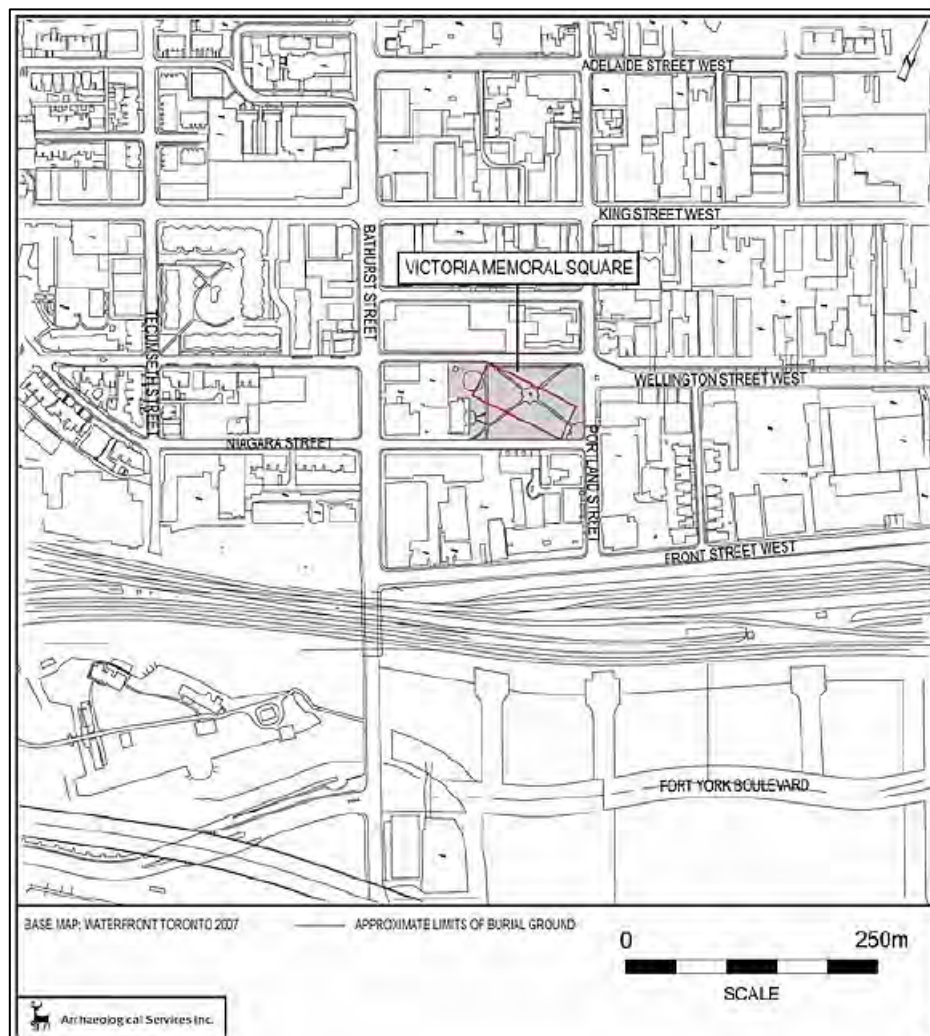 ADELAIDE STREET WEST
KING STREET WEST
BATHURST STREET
VICTORIA MEMORAL SQUARE
TECUMSETH STREET
WELLINGTON STREET WEST
NIAGARA STREET
PORTLAND STREET
FRONT STREET WEST
FORT YORK BOULEVARD
BASE MAP: WATERFRONT TORONTO 2007
APPROXIMATE LIMITS OF BURIAL GROUND
0 250m
SCALE
Archaeological Services Inc.